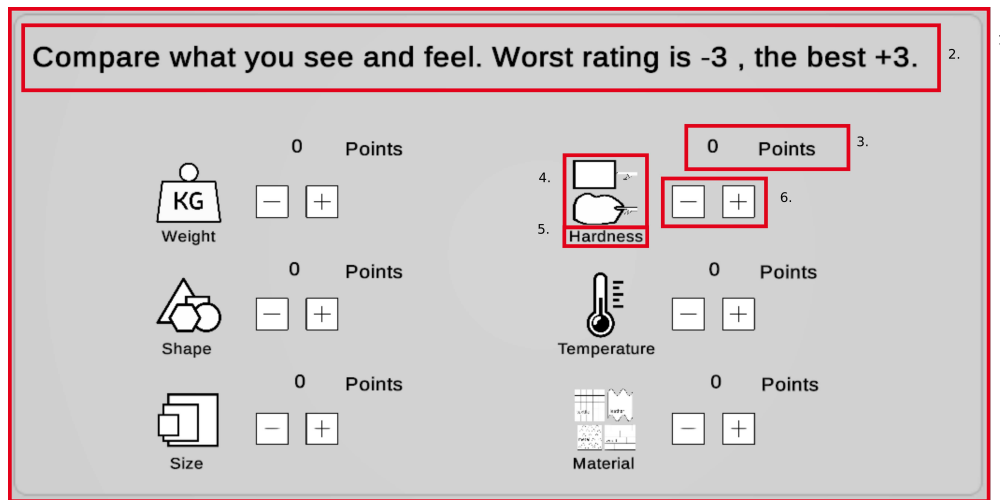 Compare what you see and feel. Worst rating is -3 , the best +3.
2.
0 Points
KG
Weight
0 Points
3.
4.
5.
6.
Hardness
0 Points
Shape
0 Points
Temperature
0 Points
Size
0 Points
Material